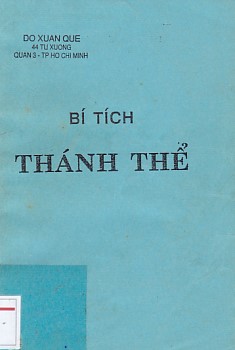 DO XUAN QUE
44 TU XUONG
QUAN 3 - TP HO CHI MINH
BÍ TÍCH
THÁNH THỂ